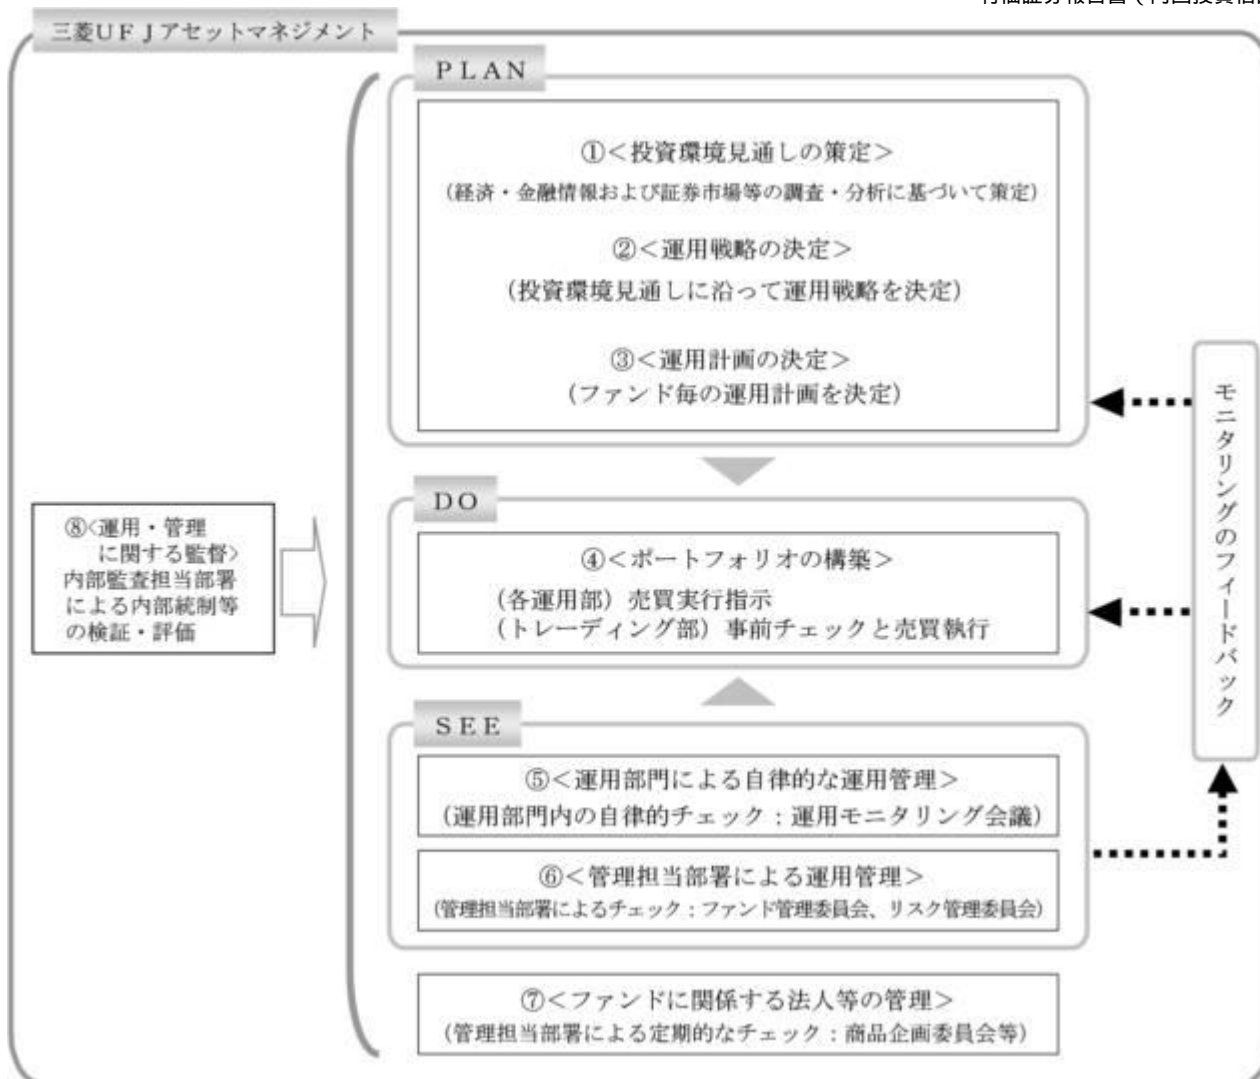 三菱UFJアセットマネジメント
PLAN
①＜投資環境見通しの策定＞
（経済・金融情報および証券市場等の調査・分析に基づいて策定）
②＜運用戦略の決定＞
（投資環境見通しに沿って運用戦略を決定）
③＜運用計画の決定＞
（ファンド毎の運用計画を決定）
DO
④＜ポートフォリオの構築＞
（各運用部）売買実行指示
（トレーディング部）事前チェックと売買執行
SEE
⑤＜運用部門による自律的な運用管理＞
（運用部門内の自律的チェック：運用モニタリング会議）
⑥＜管理担当部署による運用管理＞
（管理担当部署によるチェック：ファンド管理委員会、リスク管理委員会）
⑦＜ファンドに関係する法人等の管理＞
（管理担当部署による定期的なチェック：商品企画委員会等）
⑧＜運用・管理
に関する監督＞
内部監査担当部署
による内部統制等
の検証・評価
モニタリングのフィードバック